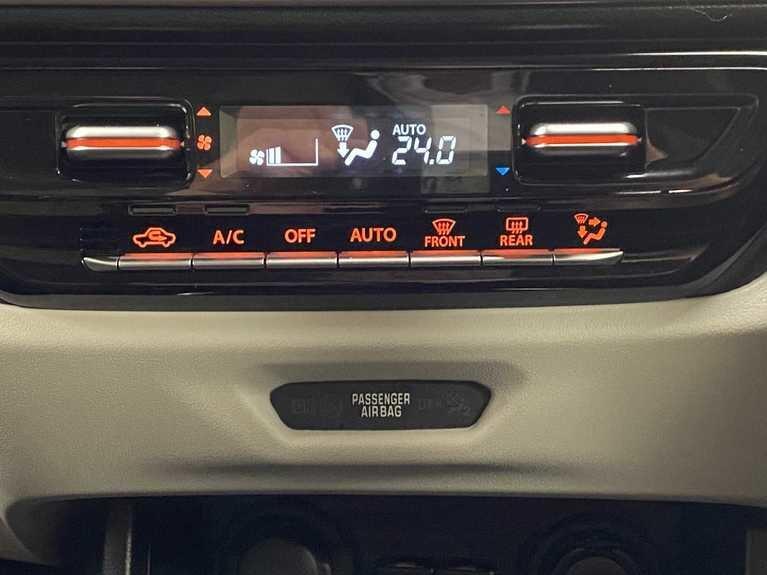 AUTO
24.0
A/C OFF AUTO FRONT REAR
PASSENGER
AIRBAG